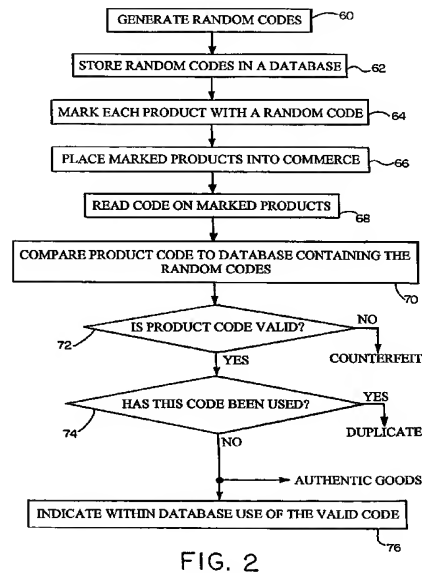 GENERATE RANDOM CODES
60
STORE RANDOM CODES IN A DATABASE
62
MARK EACH PRODUCT WITH A RANDOM CODE
64
PLACE MARKED PRODUCTS INTO COMMERCE
66
READ CODE ON MARKED PRODUCTS
68
COMPARE PRODUCT CODE TO DATABASE CONTAINING THE
RANDOM CODES
70
IS PRODUCT CODE VALID?
72
NO
COUNTERFEIT
YES
HAS THIS CODE BEEN USED?
74
YES
DUPLICATE
NO
AUTHENTIC GOODS
INDICATE WITHIN DATABASE USE OF THE VALID CODE
76
FIG. 2